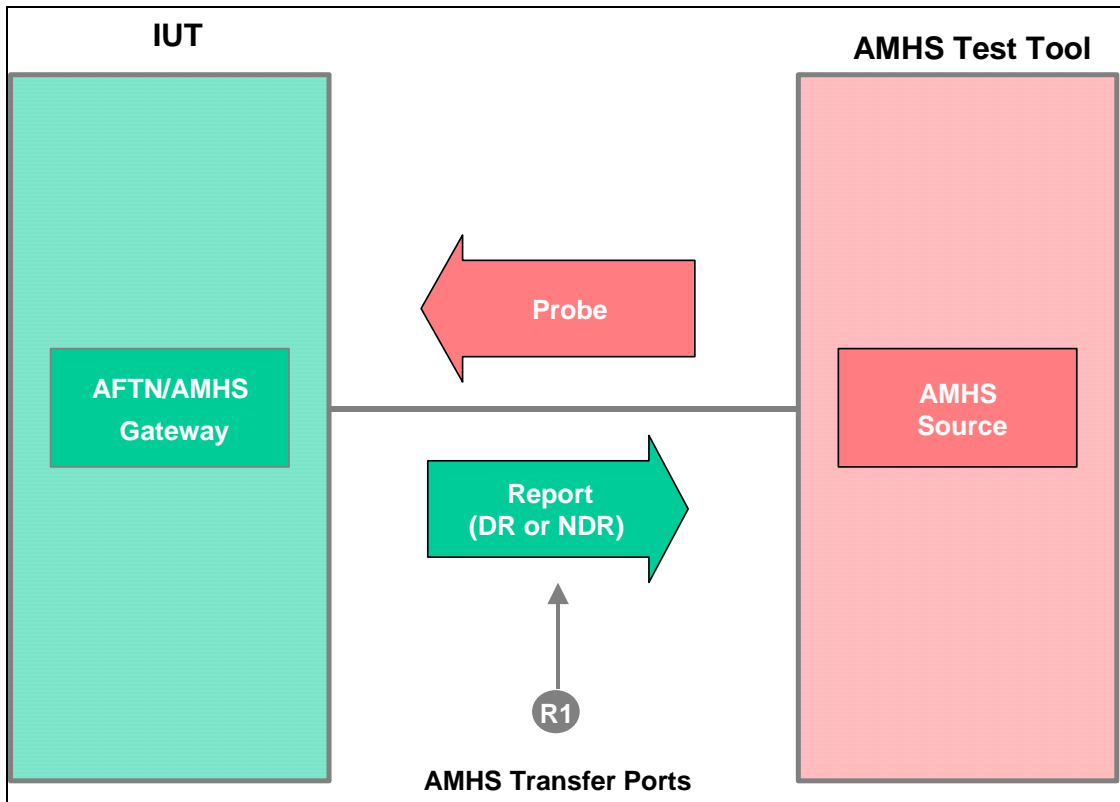 IUT
AMHS Test Tool
Probe
AFTN/AMHS
Gateway
AMHS
Source
Report
(DR or NDR)
R1
AMHS Transfer Ports